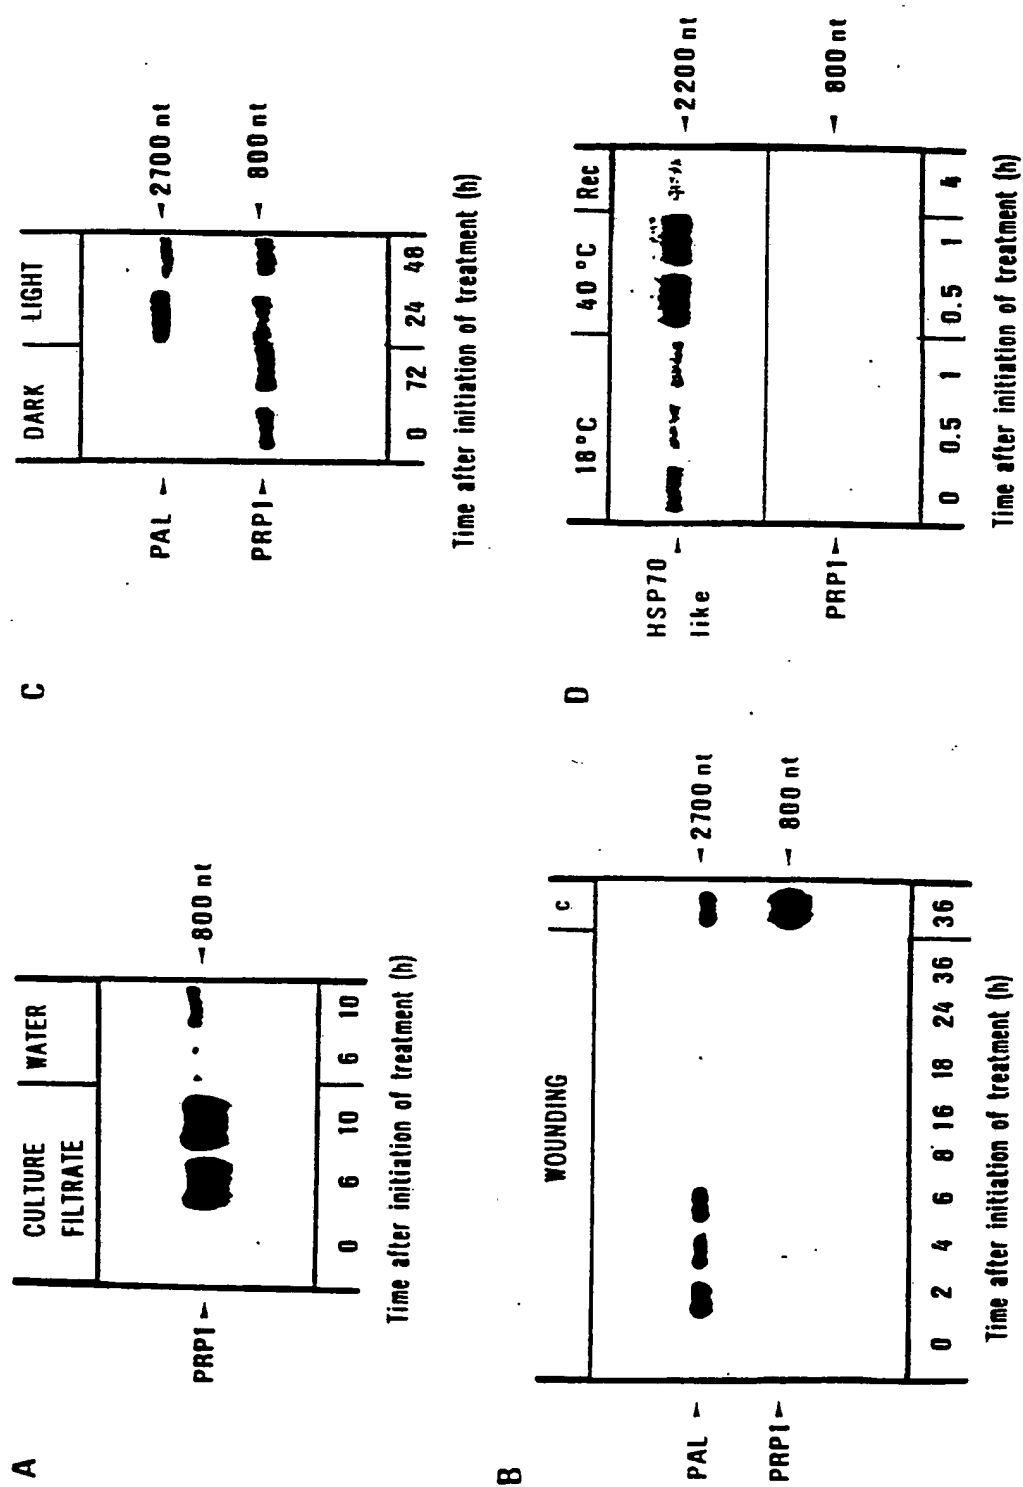 A
CULTURE FILTRATE
WATER
PRP1
800 nt
0 6 10 6 10
Time after initiation of treatment (h)
B
WOUNDING
c
PAL
2700 nt
PRP1
800 nt
0 2 4 6 8 16 18 24 36 36
Time after initiation of treatment (h)
C
DARK
LIGHT
PAL
2700 nt
PRP1
800 nt
0 72 24 48
Time after initiation of treatment (h)
D
18°C
40 °C
Rec
HSP70
like
2200 nt
PRP1
800 nt
0 0.5 1 0.5 1 4
Time after initiation of treatment (h)